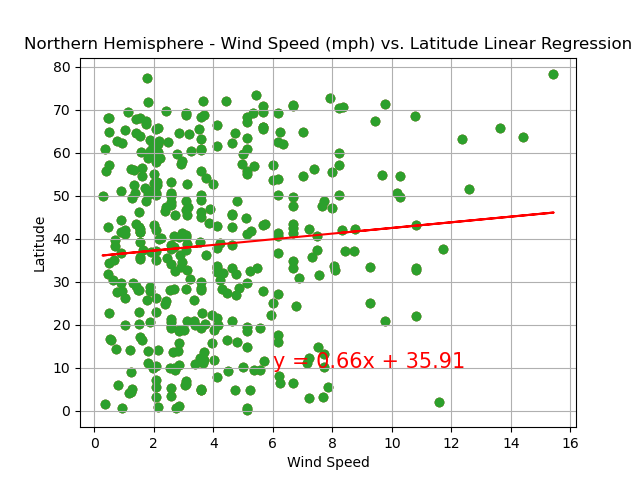 Northern Hemisphere - Wind Speed (mph) vs. Latitude Linear Regression
80
70
60
50
40
30
20
10
0
Latitude
y = 0.66x + 35.91
0 2 4 6 8 10 12 14 16
Wind Speed